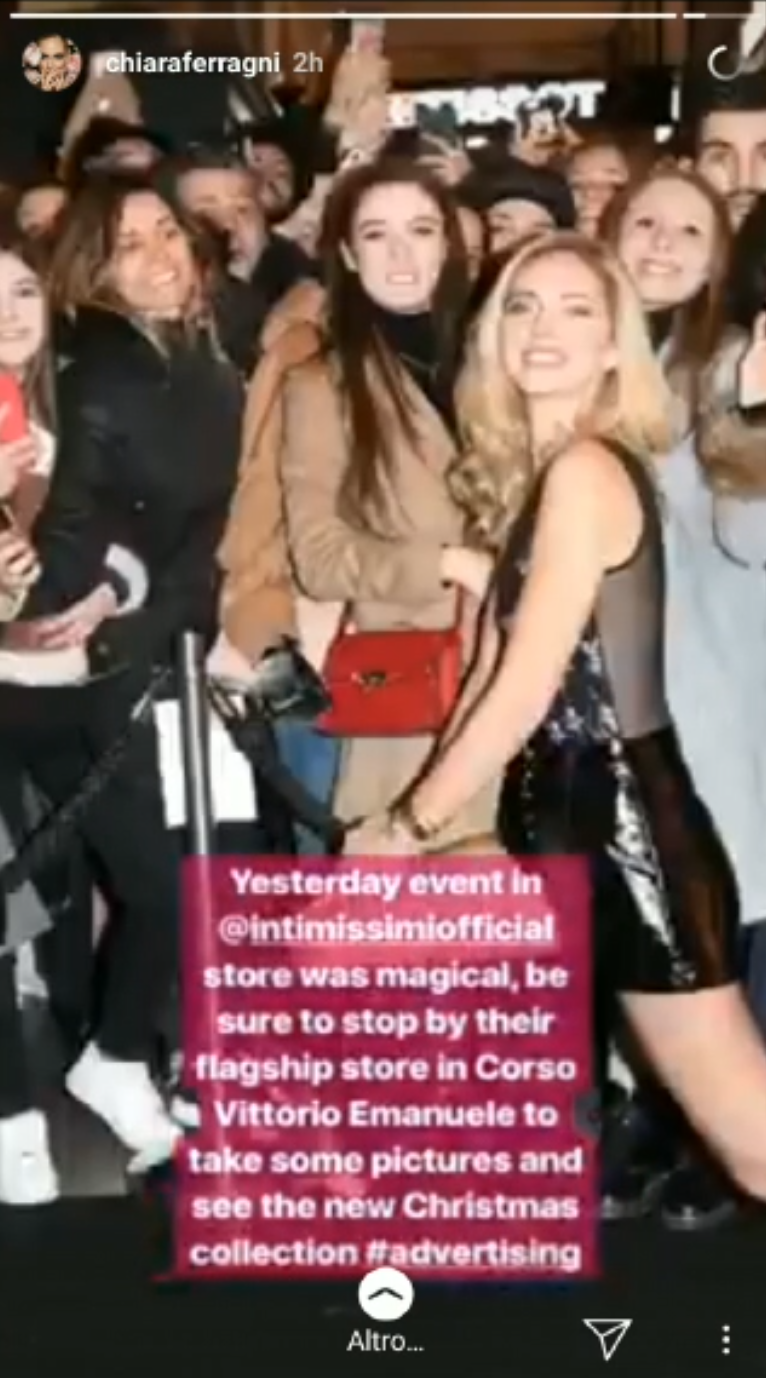 chiaraferragni 2h
TISSOT
Yesterday event in
@intimissimiofficial
store was magical, be
sure to stop by their
flagship store in Corso
Vittorio Emanuele to
take some pictures and
see the new Christmas
collection #advertising
Altro...